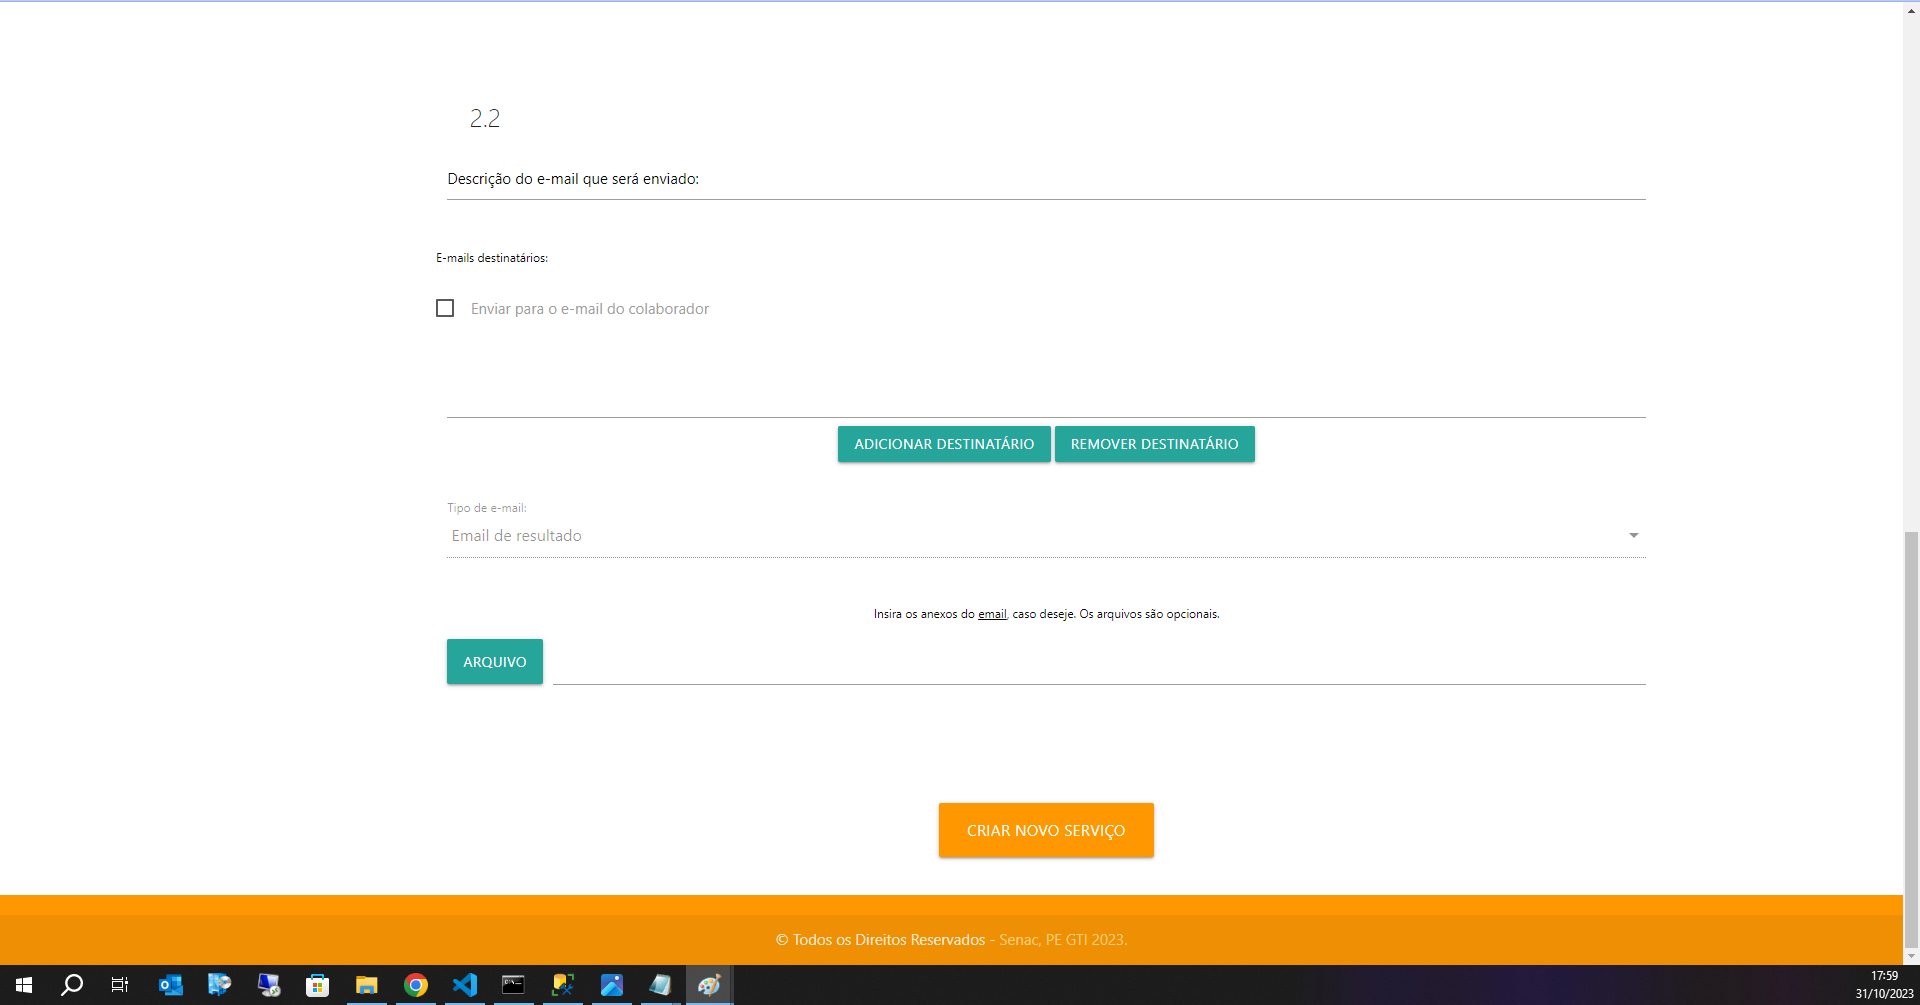 2.2
Descrição do e-mail que será enviado:
E-mails destinatários:
Enviar para o e-mail do colaborador
ADICIONAR DESTINATÁRIO REMOVER DESTINATÁRIO
Tipo de e-mail:
Email de resultado
Insira os anexos do email, caso deseje. Os arquivos são opcionais.
ARQUIVO
CRIAR NOVO SERVIÇO
© Todos os Direitos Reservados - Senac, PE GTI 2023.
17:59
31/10/2023